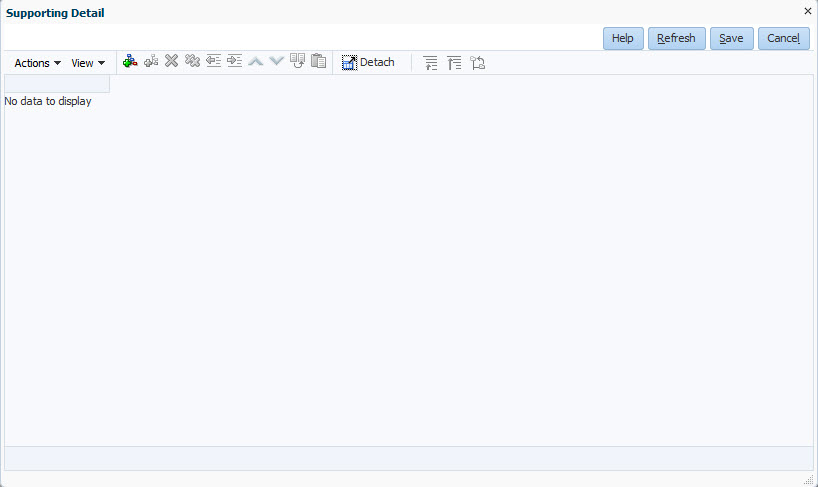 Supporting Detail
Help Refresh Save Cancel
Actions View Detach
No data to display